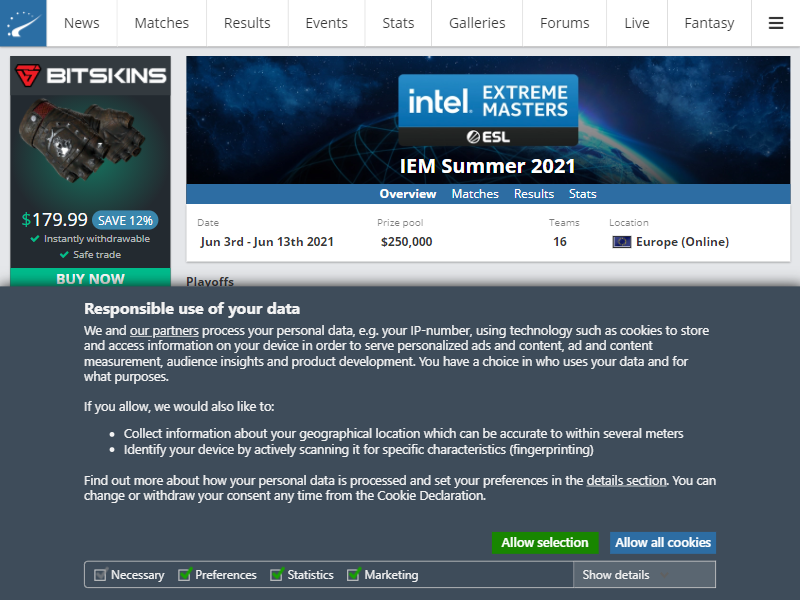 News
Matches
Results
Events
Stats
Galleries
Forums
Live
Fantasy
BITSKINS
$179.99 SAVE 12%
Instantly withdrawable
Safe trade
BUY NOW
intel. EXTREME MASTERS
ESL
IEM Summer 2021
Overview Matches Results Stats
Date Prize pool Teams Location
Jun 3rd - Jun 13th 2021 $250,000 16 Europe (Online)
Playoffs
Responsible use of your data
We and our partners process your personal data, e.g. your IP-number, using technology such as cookies to store
and access information on your device in order to serve personalized ads and content, ad and content
measurement, audience insights and product development. You have a choice in who uses your data and for
what purposes.
If you allow, we would also like to:
Collect information about your geographical location which can be accurate to within several meters
Identify your device by actively scanning it for specific characteristics (fingerprinting)
Find out more about how your personal data is processed and set your preferences in the details section. You can
change or withdraw your consent any time from the Cookie Declaration.
Allow selection Allow all cookies
Necessary Preferences Statistics Marketing Show details